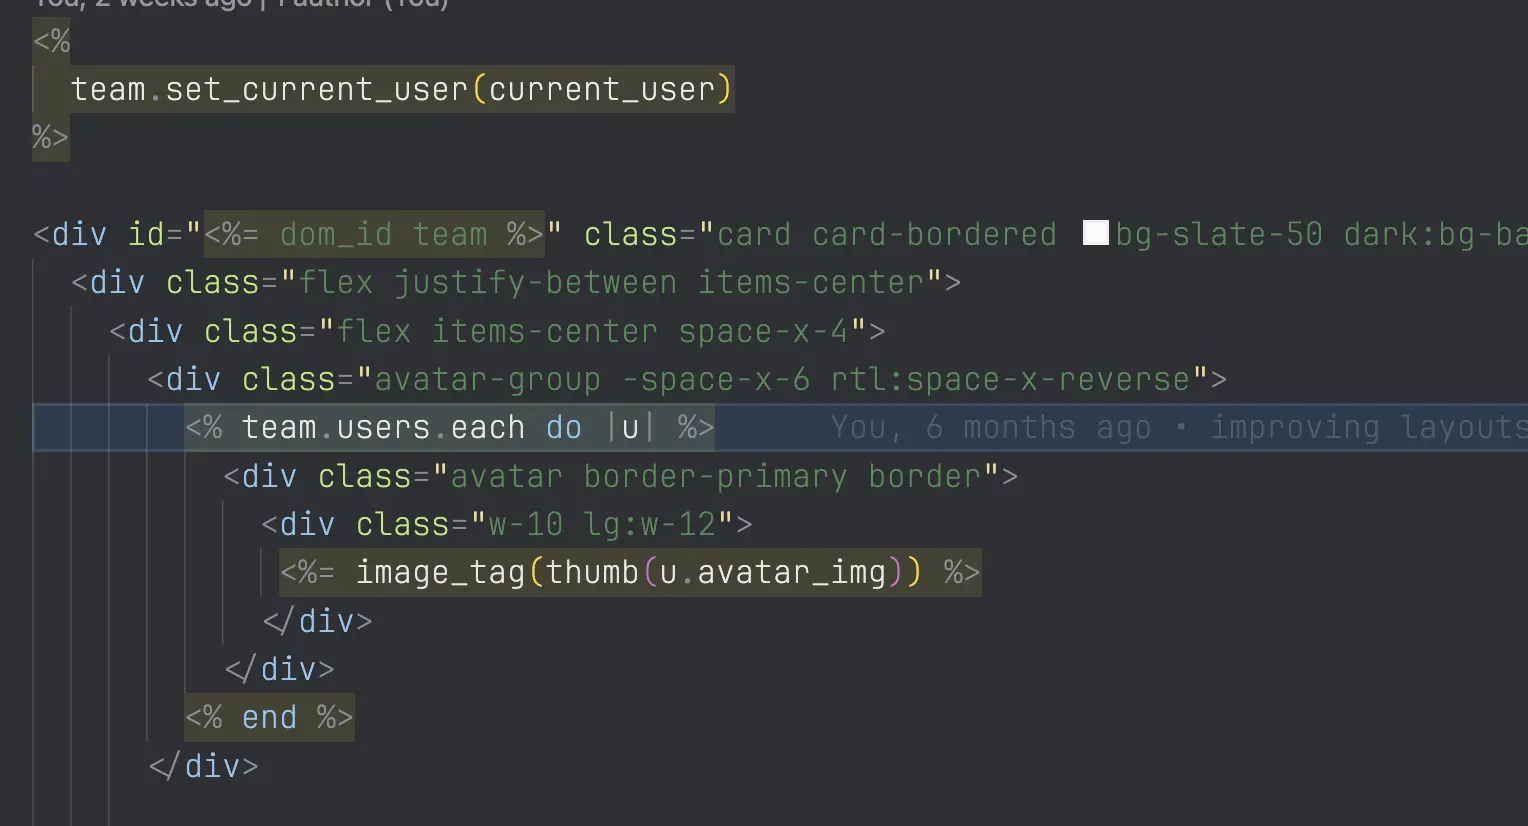 You, 2 weeks ago | 1 author (You)
<%
team.set_current_user(current_user)
%>
<div id="<%= dom_id team %>" class="card card-bordered bg-slate-50 dark:bg-ba
<div class="flex justify-between items-center">
<div class="flex items-center space-x-4">
<div class="avatar-group -space-x-6 rtl:space-x-reverse">
<% team.users.each do |u| %> You, 6 months ago • improving layouts
<div class="avatar border-primary border">
<div class="w-10 lg:w-12">
<%= image_tag(thumb(u.avatar_img)) %>
</div>
</div>
<% end %>
</div>